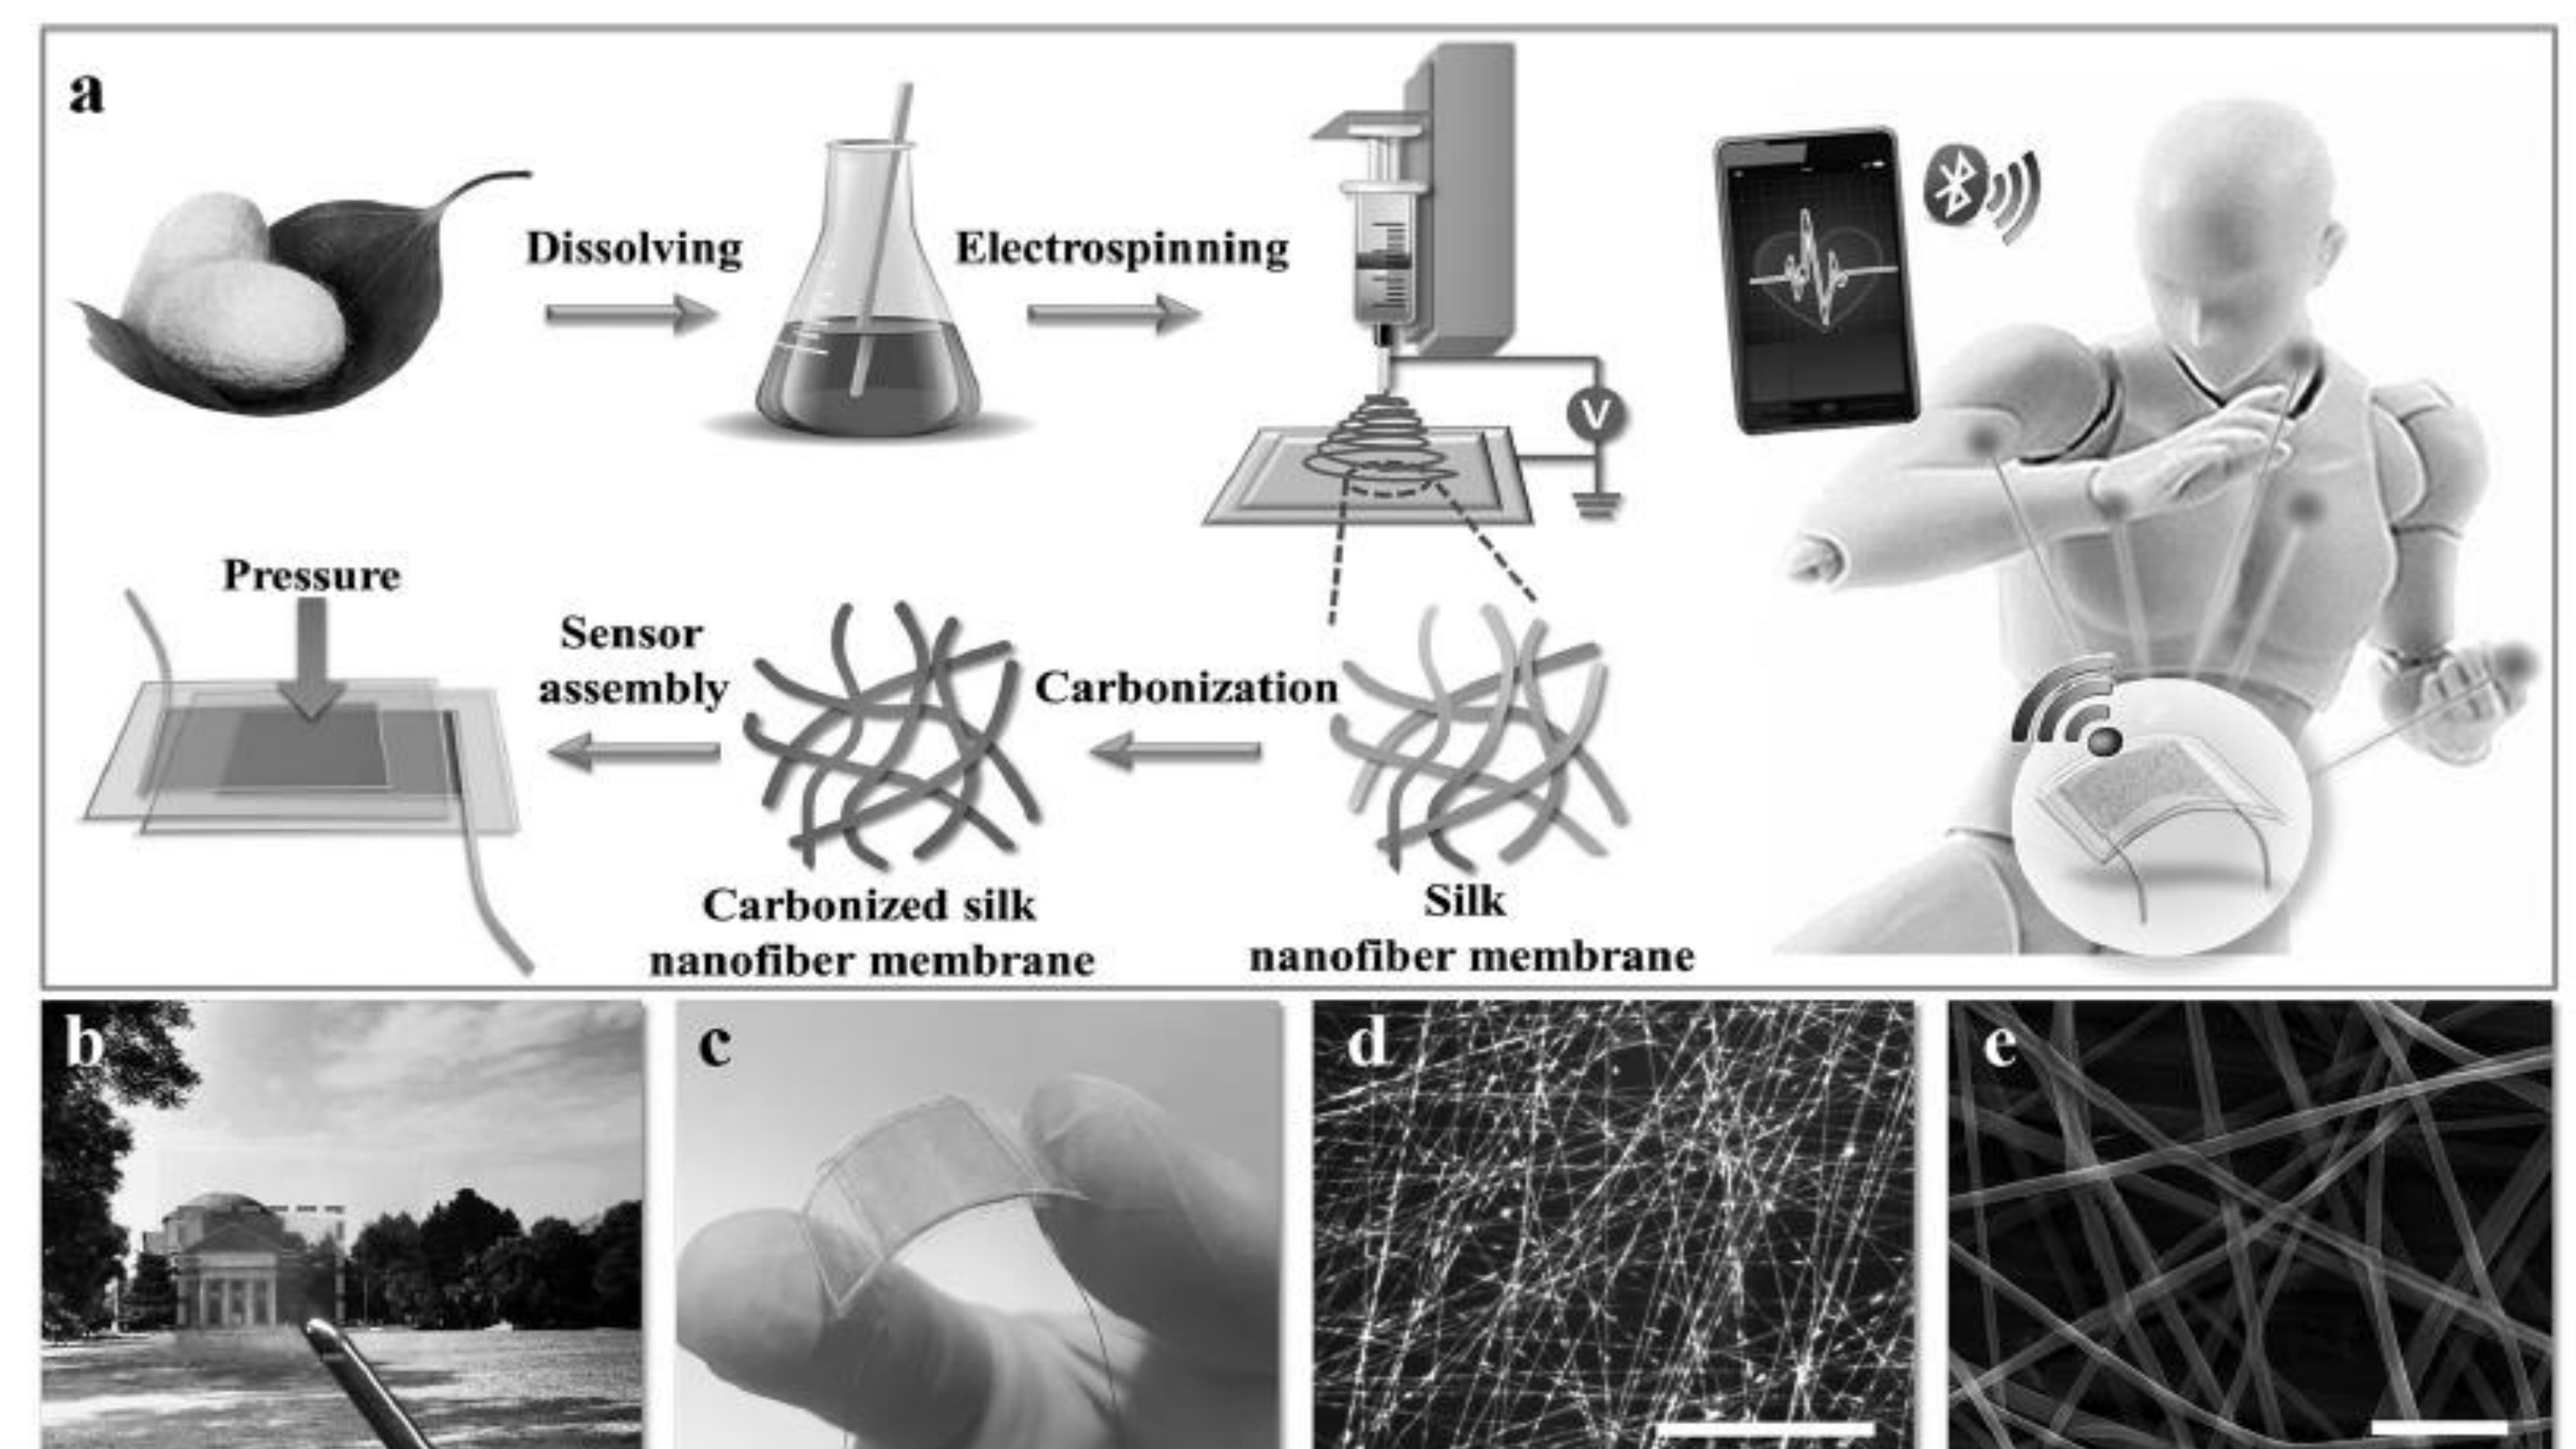 a
Dissolving
Electrospinning
V
Pressure
Sensor
assembly
Carbonization
Carbonized silk
nanofiber membrane
Silk
nanofiber membrane
b
c
d
e